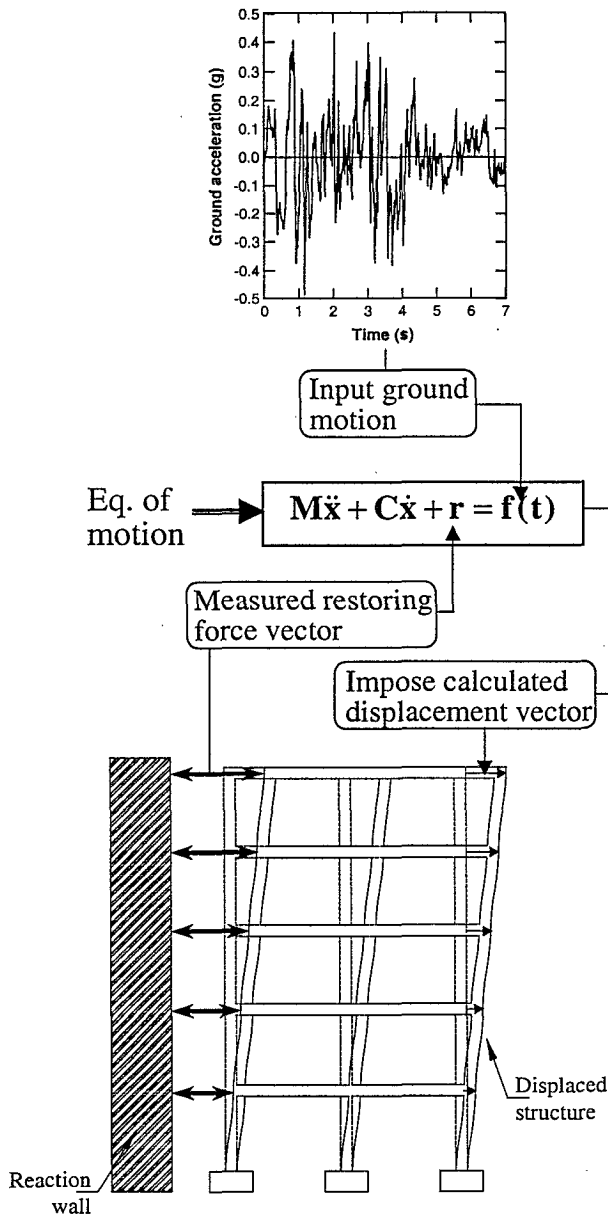 0.5
0.4
0.3
0.2
0.1
0.0
-0.1
-0.2
-0.3
-0.4
-0.5
Ground acceleration (g)
0 1 2 3 4 5 6 7
Time (s)
Input ground
motion
Eq. of
motion
Mẍ + Cẋ + r = f(t)
Measured restoring
force vector
Impose calculated
displacement vector
Displaced
structure
Reaction
wall